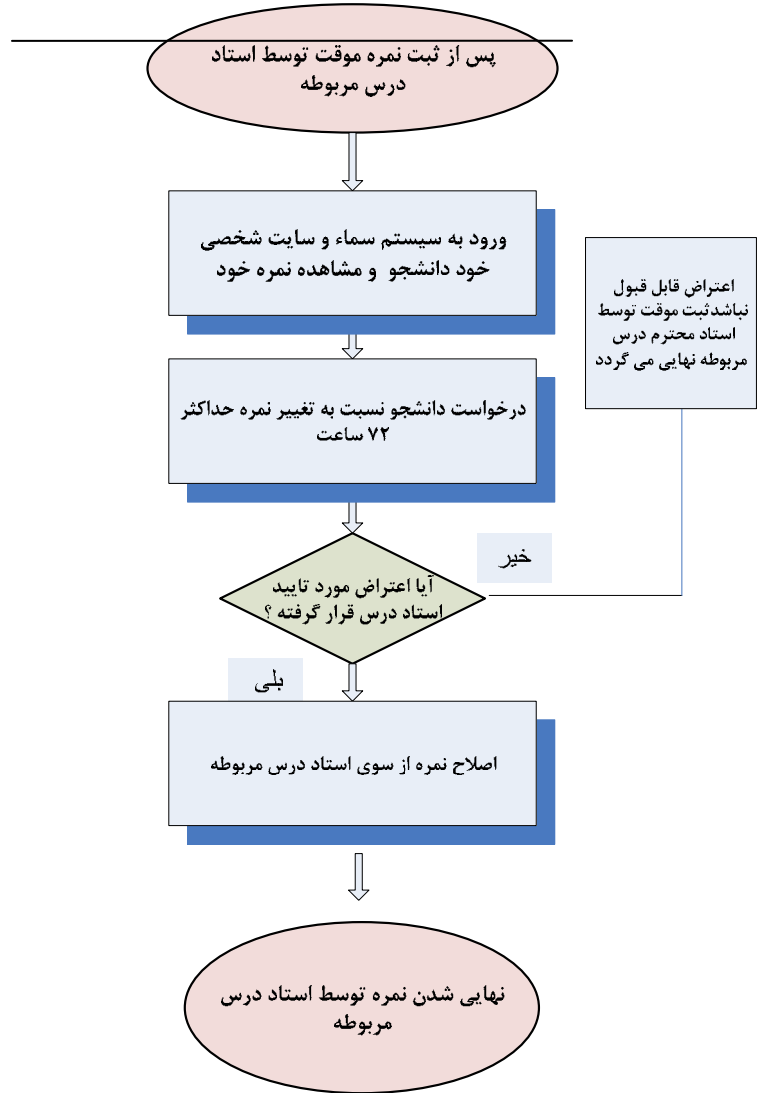 پس از ثبت نمره موقت توسط استاد
درس مربوطه
ورود به سیستم سماء و سایت شخصی
خود دانشجو و مشاهده نمره خود
درخواست دانشجو نسبت به تغییر نمره حداکثر
۷۲ ساعت
آیا اعتراض مورد تایید
استاد درس قرار گرفته ؟
خیر
اعتراض قابل قبول
نباشدثبت موقت توسط
استاد محترم درس
مربوطه نهایی می گردد
بلی
اصلاح نمره از سوی استاد درس مربوطه
نهایی شدن نمره توسط استاد درس
مربوطه